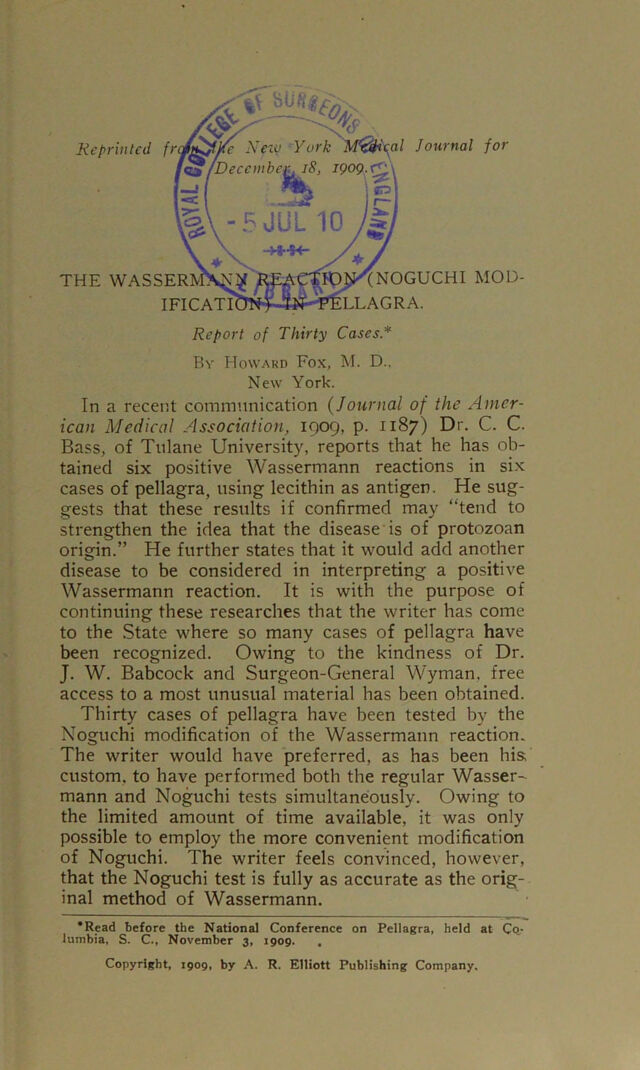 ROYAL COLLEGE OF SURGEONS ENGLAND
- 5 JUL 10
LIBRARY
Reprinted from the New York Medical Journal for
December 18, 1909.
THE WASSERMANN REACTION (NOGUCHI MOD-
IFICATION) IN PELLAGRA.
Report of Thirty Cases.*
By Howard Fox, M. D.,
New York.
In a recent communication (Journal of the Amer-
ican Medical Association, 1909, p. 1187) Dr. C. C.
Bass, of Tulane University, reports that he has ob-
tained six positive Wassermann reactions in six
cases of pellagra, using lecithin as antigen. He sug-
gests that these results if confirmed may “tend to
strengthen the idea that the disease is of protozoan
origin.” He further states that it would add another
disease to be considered in interpreting a positive
Wassermann reaction. It is with the purpose of
continuing these researches that the writer has come
to the State where so many cases of pellagra have
been recognized. Owing to the kindness of Dr.
J. W. Babcock and Surgeon-General Wyman, free
access to a most unusual material has been obtained.
Thirty cases of pellagra have been tested by the
Noguchi modification of the Wassermann reaction.
The writer would have preferred, as has been his
custom, to have performed both the regular Wasser-
mann and Noguchi tests simultaneously. Owing to
the limited amount of time available, it was only
possible to employ the more convenient modification
of Noguchi. The writer feels convinced, however,
that the Noguchi test is fully as accurate as the orig-
inal method of Wassermann.
*Read before the National Conference on Pellagra, held at Co-
lumbia, S. C., November 3, 1909.
Copyright, 1909, by A. R. Elliott Publishing Company.